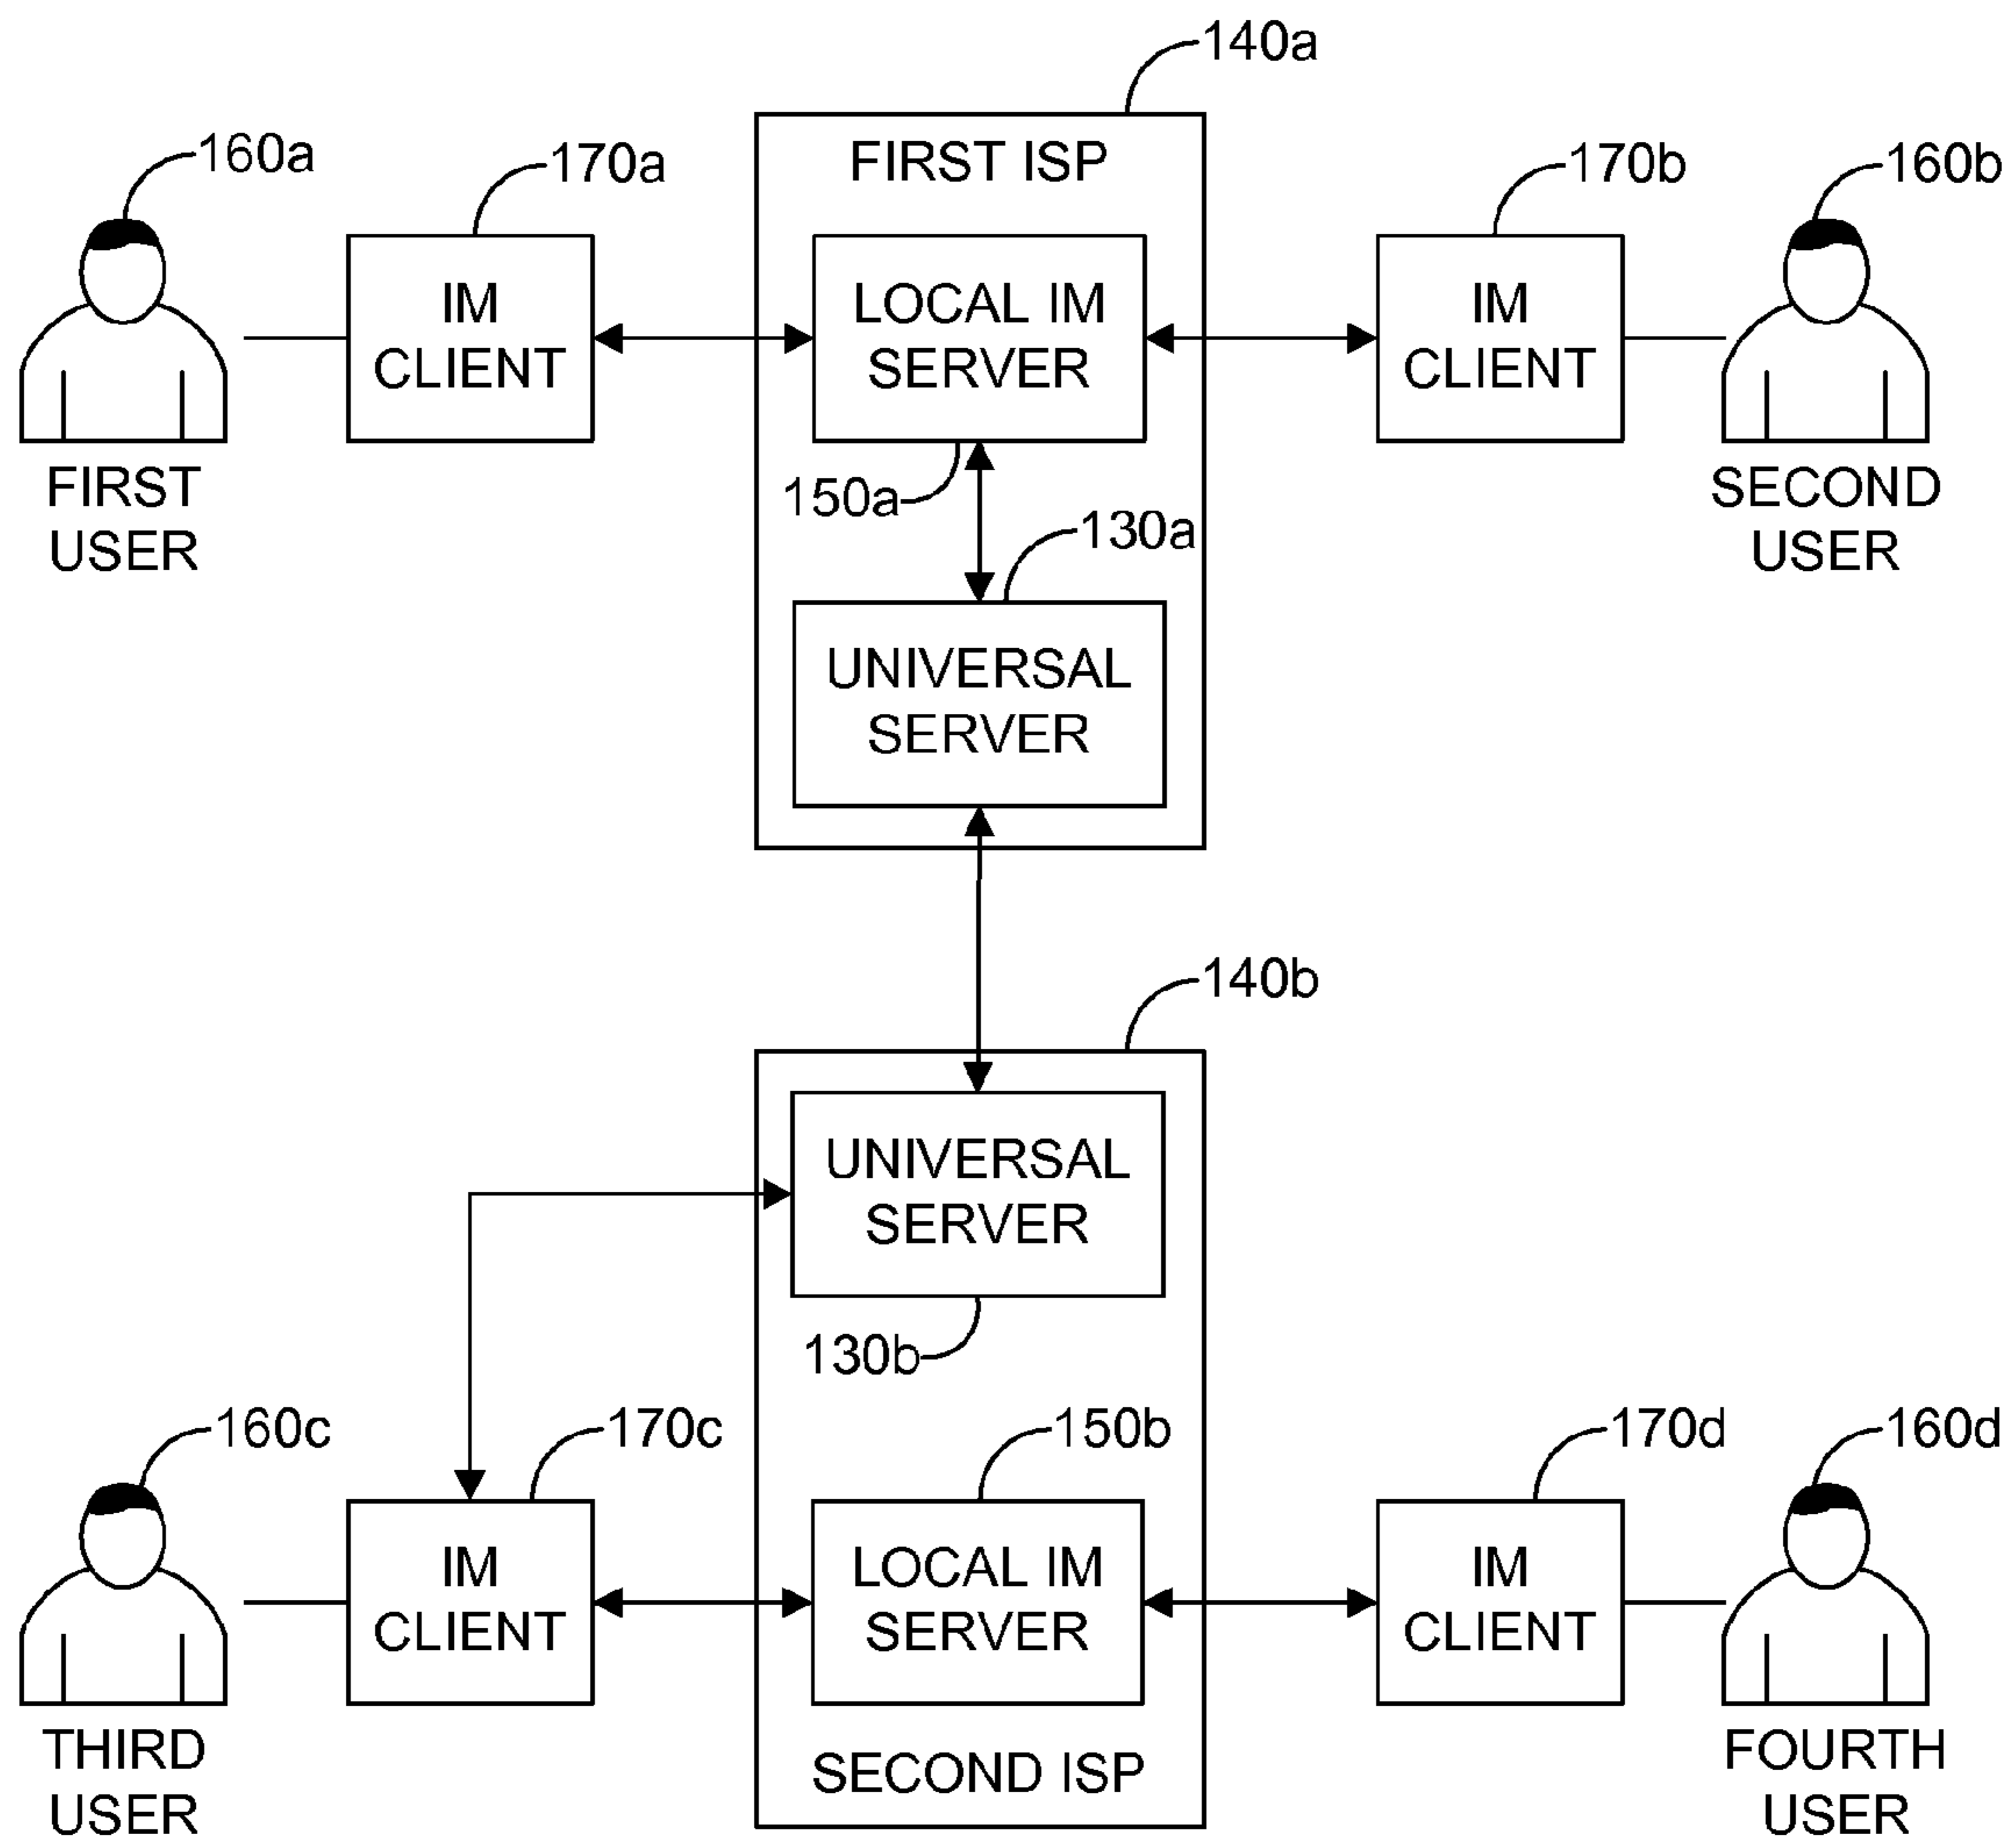 140a
160a
170a
FIRST ISP
170b
160b
IM
CLIENT
LOCAL IM
SERVER
IM
CLIENT
FIRST
USER
150a
130a
SECOND
USER
UNIVERSAL
SERVER
140b
UNIVERSAL
SERVER
130b
160c
170c
150b
170d
160d
IM
CLIENT
LOCAL IM
SERVER
IM
CLIENT
THIRD
USER
SECOND ISP
FOURTH
USER